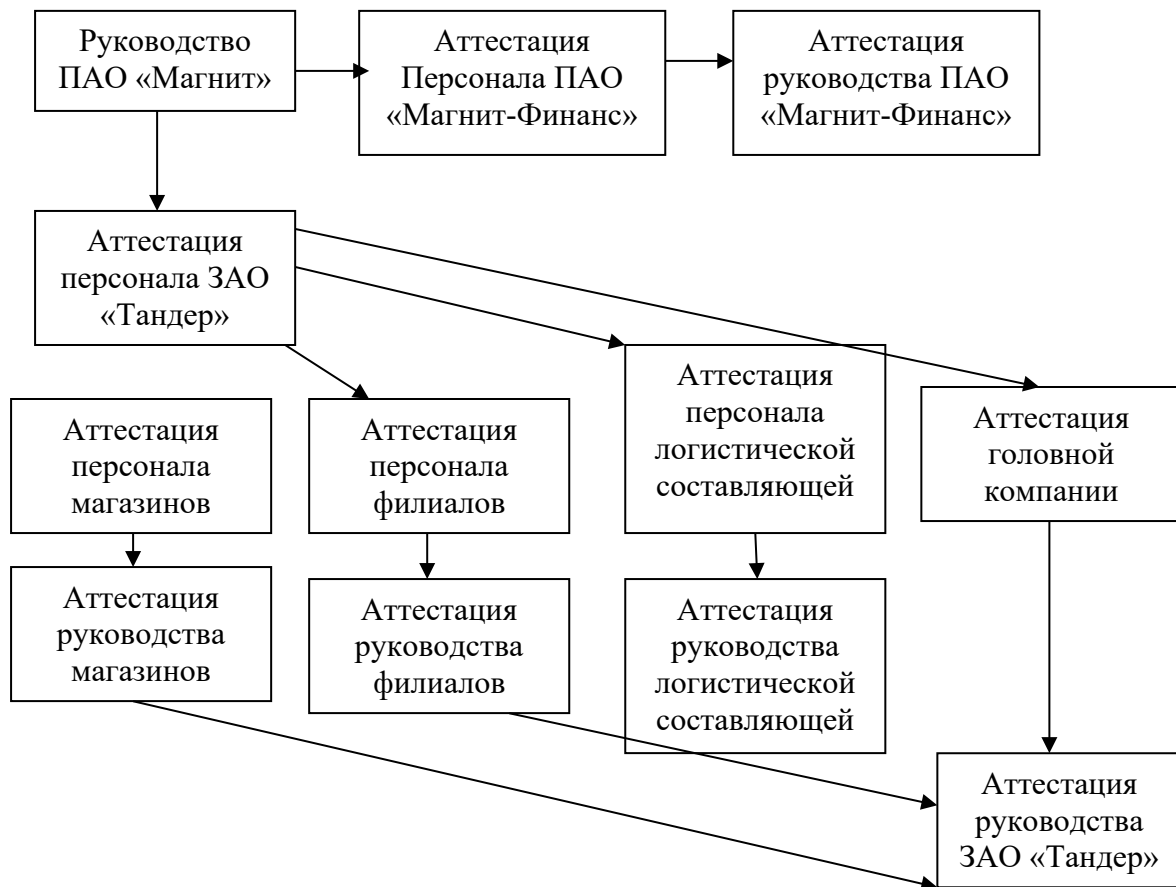 Руководство
ПАО «Магнит»
Аттестация
Персонала ПАО
«Магнит-Финанс»
Аттестация
руководства ПАО
«Магнит-Финанс»
Аттестация
персонала ЗАО
«Тандер»
Аттестация
персонала
магазинов
Аттестация
персонала
филиалов
Аттестация
персонала
логистической
составляющей
Аттестация
головной
компании
Аттестация
руководства
магазинов
Аттестация
руководства
филиалов
Аттестация
руководства
логистической
составляющей
Аттестация
руководства
ЗАО «Тандер»